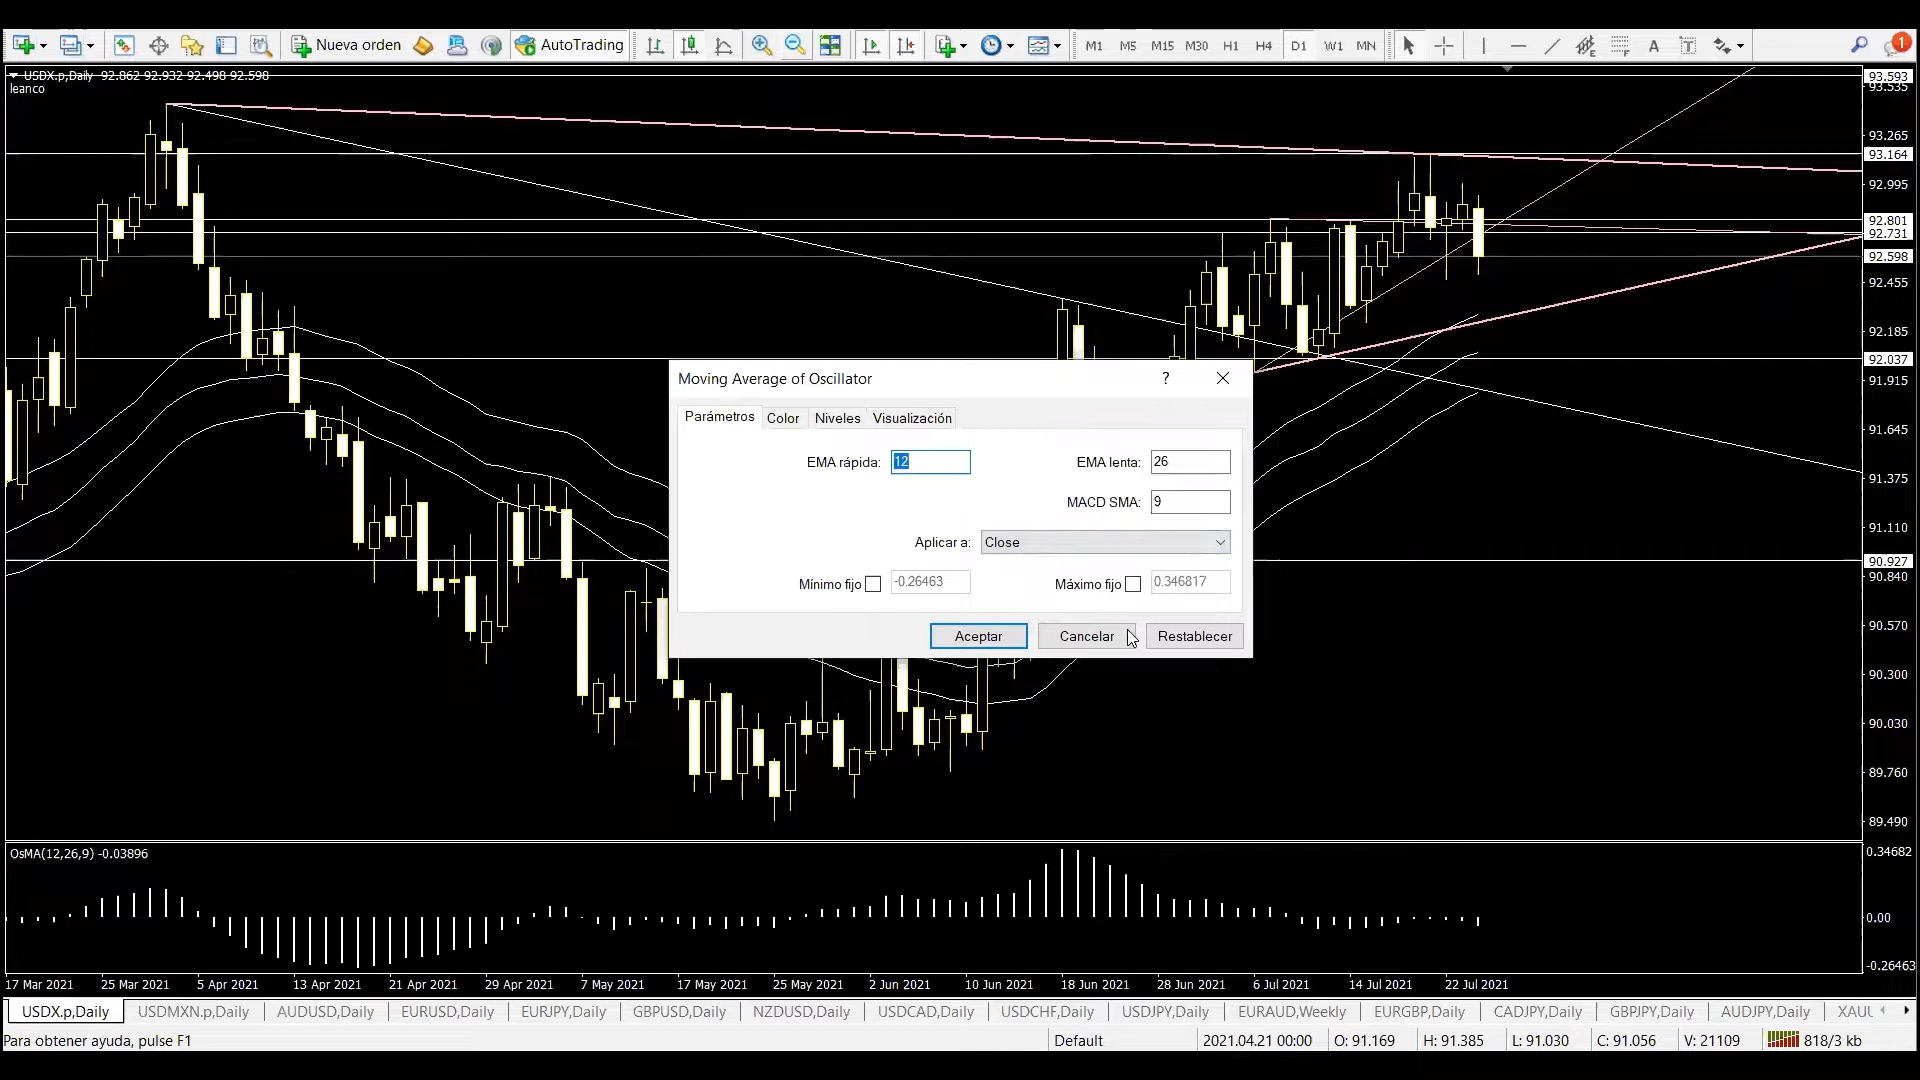 Nueva orden AutoTrading M1 M5 M15 M30 H1 H4 D1 W1 MN A T 1
USDX.p,Daily 92.862 92.932 92.498 92.598
leanco
93.593
93.535
93.265
93.164
92.995
92.801
92.731
92.598
92.455
92.185
92.037
91.915
91.645
91.375
91.110
90.927
90.840
90.570
90.300
90.030
89.760
89.490
Moving Average of Oscillator ?
Parámetros Color Niveles Visualización
EMA rápida: 12 EMA lenta: 26
MACD SMA: 9
Aplicar a: Close
Mínimo fijo -0.26463 Máximo fijo 0.346817
Aceptar Cancelar Restablecer
OsMA(12,26,9) -0.03896
0.34682
0.00
-0.26463
17 Mar 2021 25 Mar 2021 5 Apr 2021 13 Apr 2021 21 Apr 2021 29 Apr 2021 7 May 2021 17 May 2021 25 May 2021 2 Jun 2021 10 Jun 2021 18 Jun 2021 28 Jun 2021 6 Jul 2021 14 Jul 2021 22 Jul 2021
USDX.p,Daily USDMXN.p,Daily AUDUSD,Daily EURUSD,Daily EURJPY,Daily GBPUSD,Daily NZDUSD,Daily USDCAD,Daily USDCHF,Daily USDJPY,Daily EURAUD,Weekly EURGBP,Daily CADJPY,Daily GBPJPY,Daily AUDJPY,Daily
Para obtener ayuda, pulse F1 Default 2021.04.21 00:00 O: 91.169 H: 91.385 L: 91.030 C: 91.056 V: 21109 818/3 kb